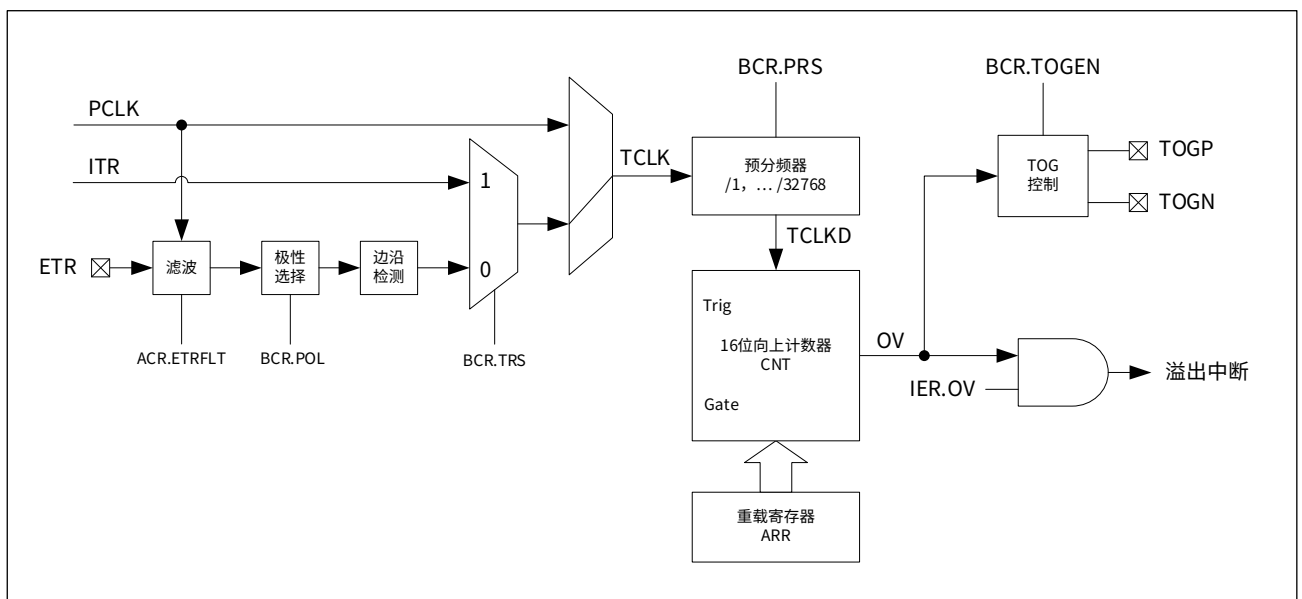 BCR.PRS
BCR.TOGEN
PCLK
ITR
TCLK
预分频器
/1，… /32768
TOG
控制
TOGP
TOGN
1
0
TCLKD
ETR
滤波
极性
选择
边沿
检测
ACR.ETRFLT
BCR.POL
BCR.TRS
Trig
16位向上计数器
CNT
Gate
OV
IER.OV
溢出中断
重载寄存器
ARR